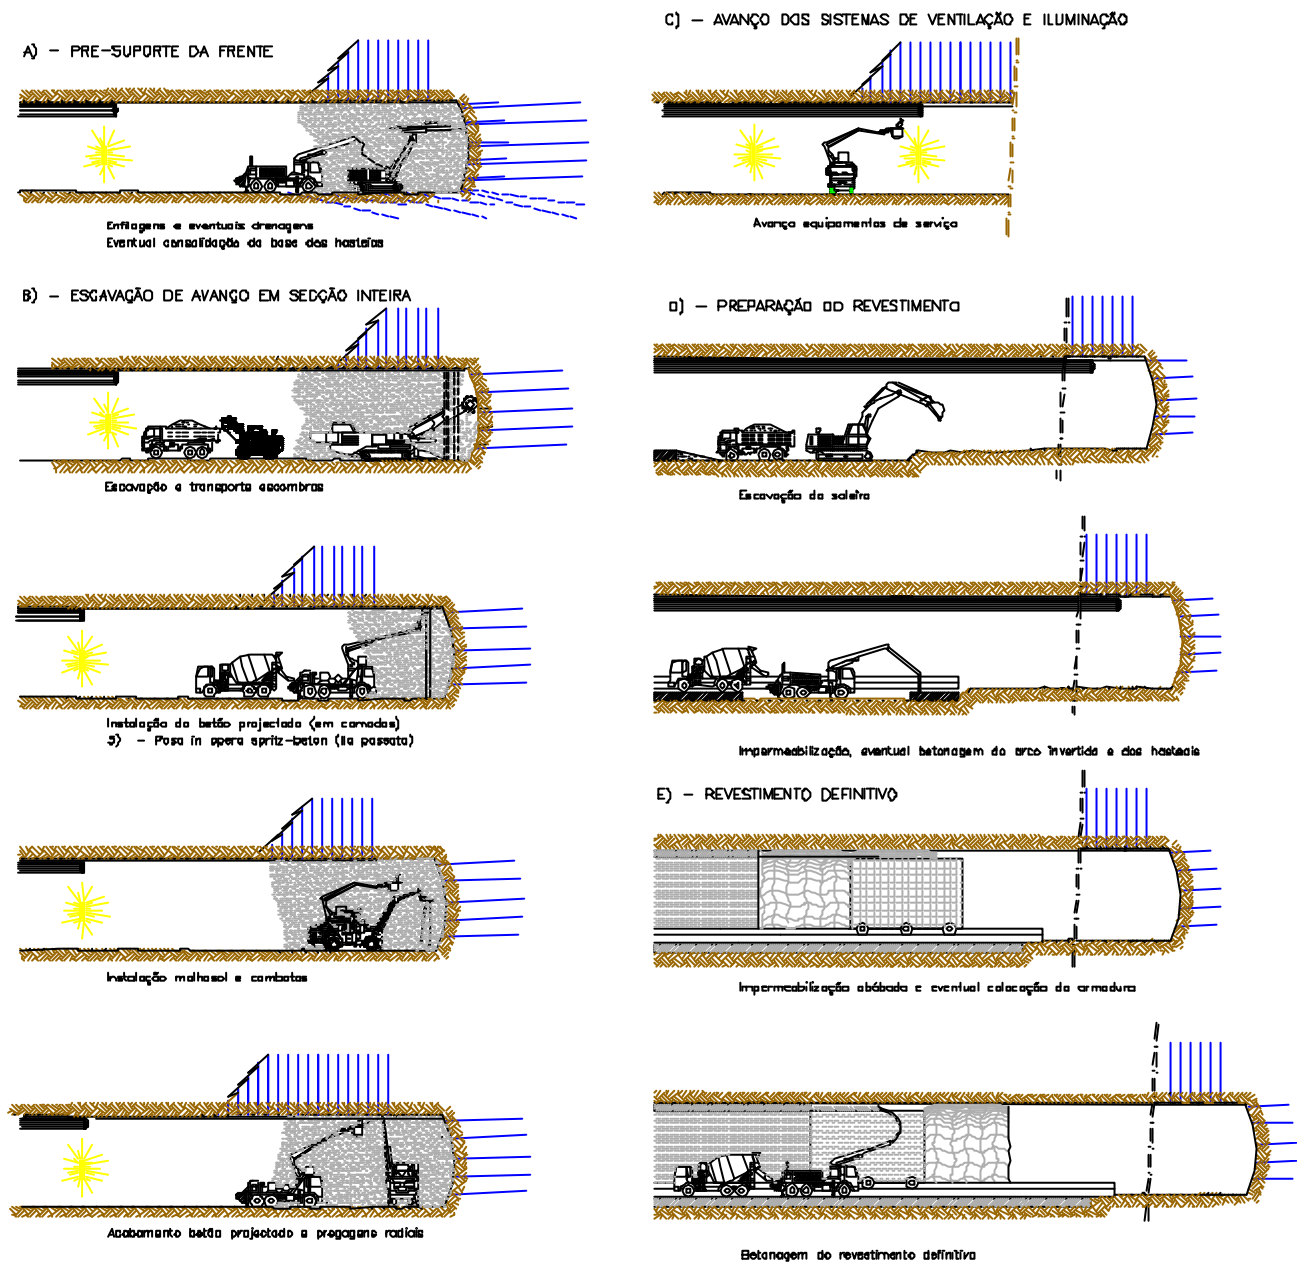 A) - PRE-SUPORTE DA FRENTE
Enfilagens e eventuais drenagens
Eventual consolidação da base dos hasteios
B) - ESCAVAÇÃO DE AVANÇO EM SECÇÃO INTEIRA
Escavação e transporte escombros
Instalação do betão projectado (em camadas)
5) - Posa in opera spritz-beton (IIa passata)
Instalação malhasol e cambotas
Acabamento betão projectado e pregagens radiais
C) - AVANÇO DOS SISTEMAS DE VENTILAÇÃO E ILUMINAÇÃO
Avanço equipamentos de serviço
D) - PREPARAÇÃO DO REVESTIMENTO
Escavação da soleira
Impermeabilização, eventual betonagem do arco invertido e dos hasteais
E) - REVESTIMENTO DEFINITIVO
Impermeabilização abóbada e eventual colocação da armadura
Betonagem do revestimento definitivo